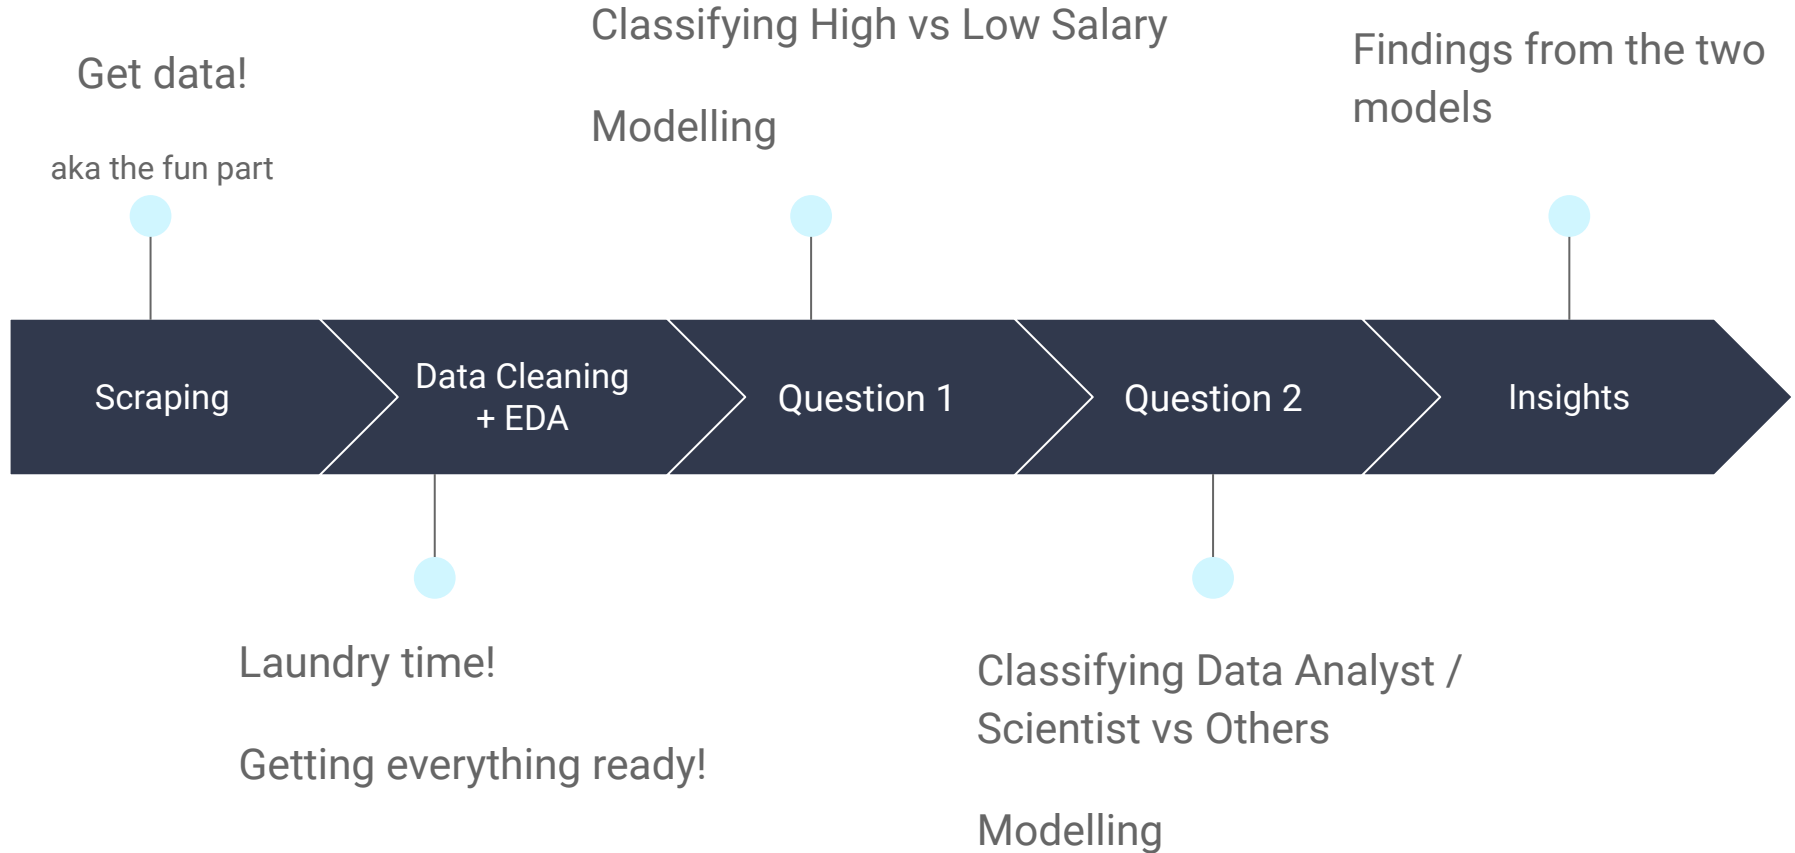 Get data!
aka the fun part
Classifying High vs Low Salary
Modelling
Findings from the two
models
Scraping
Data Cleaning
+ EDA
Question 1
Question 2
Insights
Laundry time!
Getting everything ready!
Classifying Data Analyst /
Scientist vs Others
Modelling